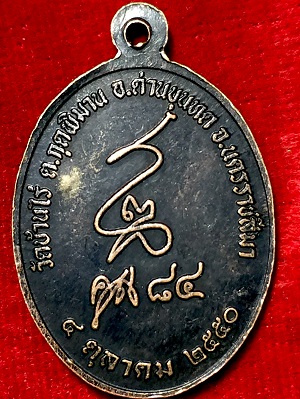 วัดบ้านไร่ ต.กุดพิมาน อ.ด่านขุนทด จ.นครราชสีมา
๘๔
๔ ตุลาคม ๒๕๕๐